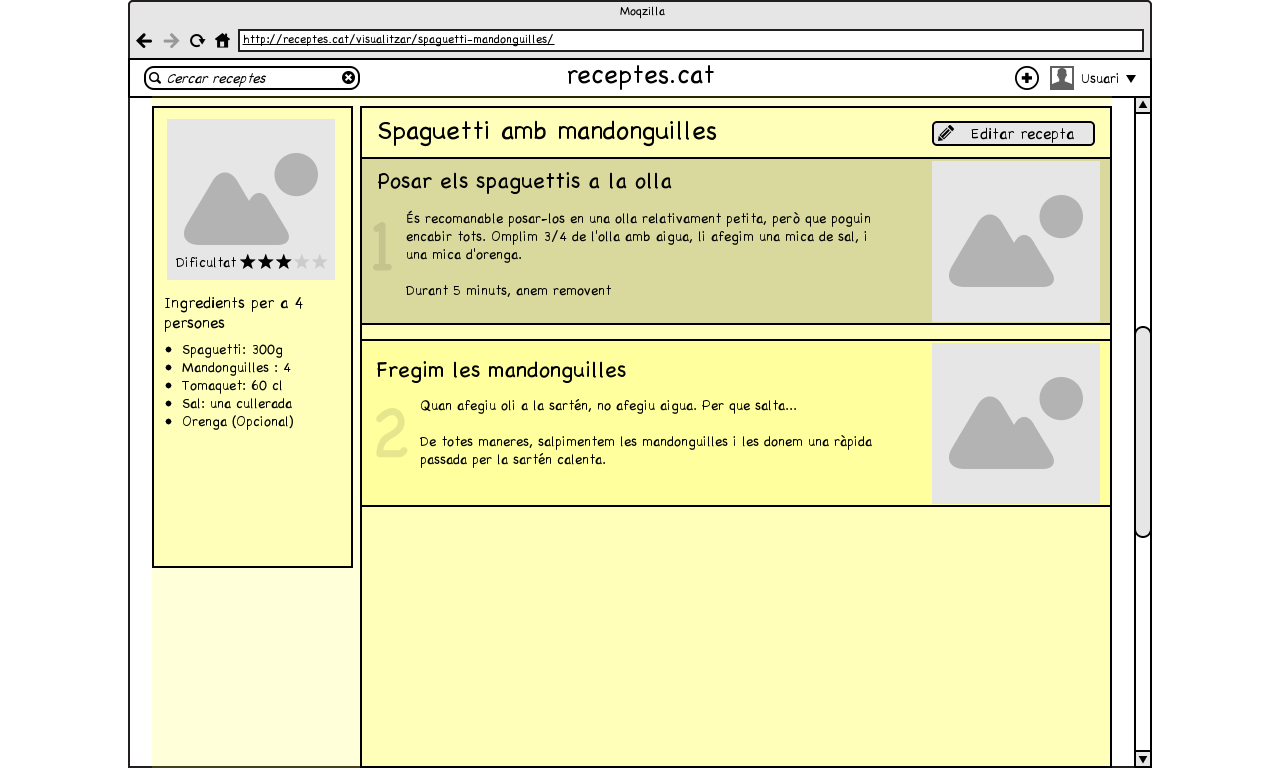 Moqzilla
http://receptes.cat/visualitzar/spaguetti-mandonguilles/
Cercar receptes
receptes.cat
Usuari
Dificultat
Ingredients per a 4
persones
Spaguetti: 300g
Mandonguilles : 4
Tomaquet: 60 cl
Sal: una cullerada
Orenga (Opcional)
Spaguetti amb mandonguilles
Editar recepta
Posar els spaguettis a la olla
1
És recomanable posar-los en una olla relativament petita, però que poguin
encabir tots. Omplim 3/4 de l'olla amb aigua, li afegim una mica de sal, i
una mica d'orenga.
Durant 5 minuts, anem removent
Fregim les mandonguilles
2
Quan afegiu oli a la sartén, no afegiu aigua. Per que salta...
De totes maneres, salpimentem les mandonguilles i les donem una ràpida
passada per la sartén calenta.